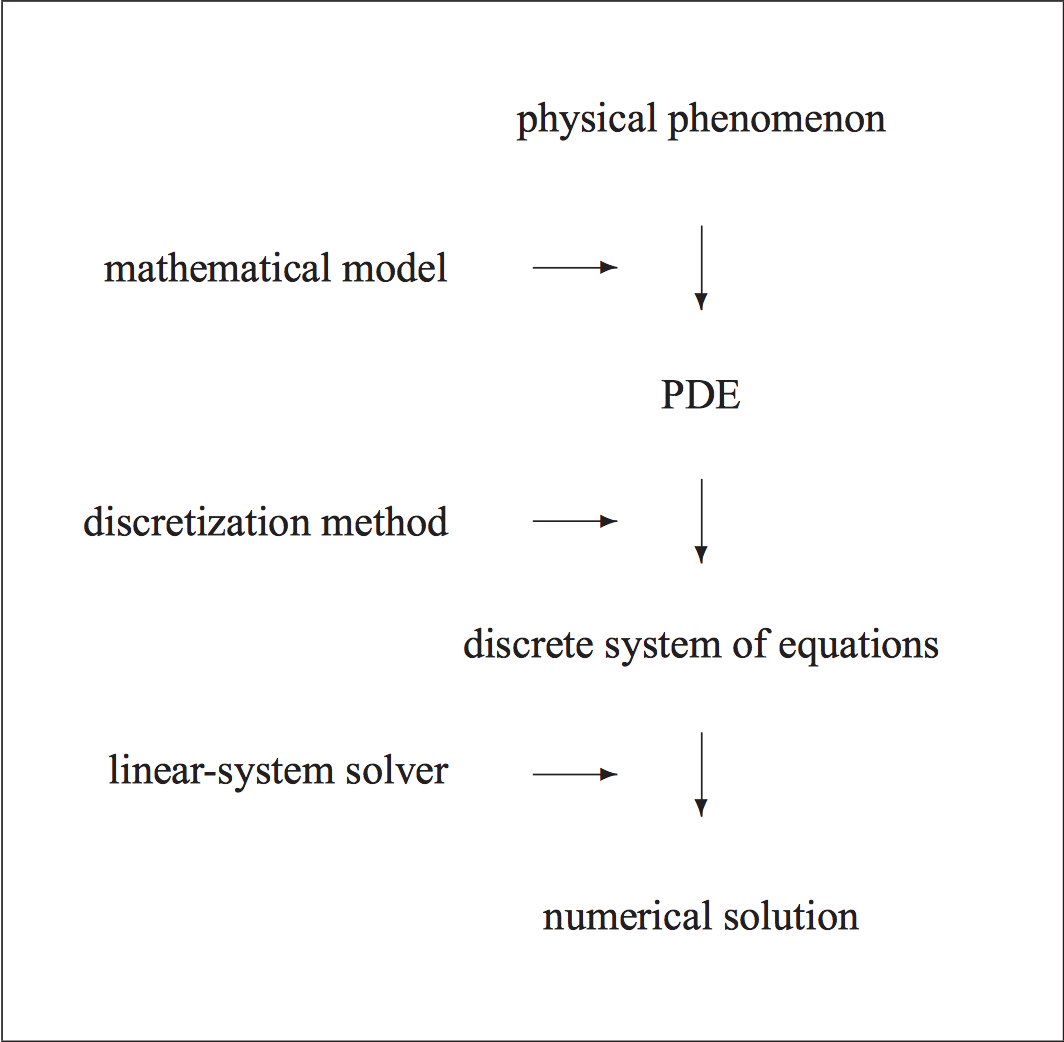 physical phenomenon
mathematical model
PDE
discretization method
discrete system of equations
linear-system solver
numerical solution